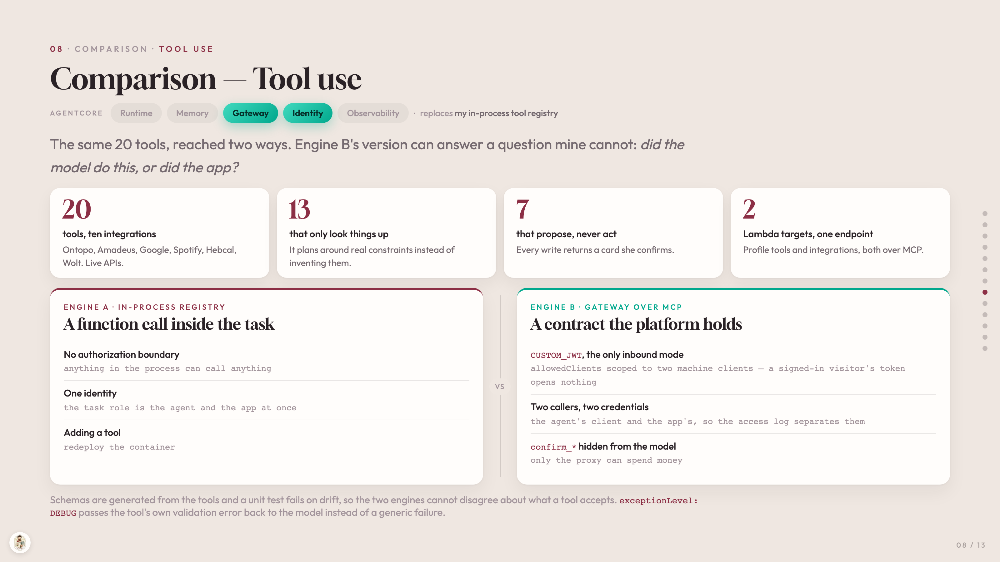 08 · COMPARISON · TOOL USE
Comparison — Tool use
AGENTCORE Runtime Memory Gateway Identity Observability · replaces my in-process tool registry
The same 20 tools, reached two ways. Engine B's version can answer a question mine cannot: did the
model do this, or did the app?
20
tools, ten integrations
Ontopo, Amadeus, Google, Spotify, Hebcal,
Wolt. Live APIs.
13
that only look things up
It plans around real constraints instead of
inventing them.
7
that propose, never act
Every write returns a card she confirms.
2
Lambda targets, one endpoint
Profile tools and integrations, both over MCP.
ENGINE A · IN-PROCESS REGISTRY
A function call inside the task
No authorization boundary
anything in the process can call anything
One identity
the task role is the agent and the app at once
Adding a tool
redeploy the container
VS
ENGINE B · GATEWAY OVER MCP
A contract the platform holds
CUSTOM_JWT, the only inbound mode
allowedClients scoped to two machine clients — a signed-in visitor's token
opens nothing
Two callers, two credentials
the agent's client and the app's, so the access log separates them
confirm_* hidden from the model
only the proxy can spend money
Schemas are generated from the tools and a unit test fails on drift, so the two engines cannot disagree about what a tool accepts. exceptionLevel:
DEBUG passes the tool's own validation error back to the model instead of a generic failure.
08 / 13